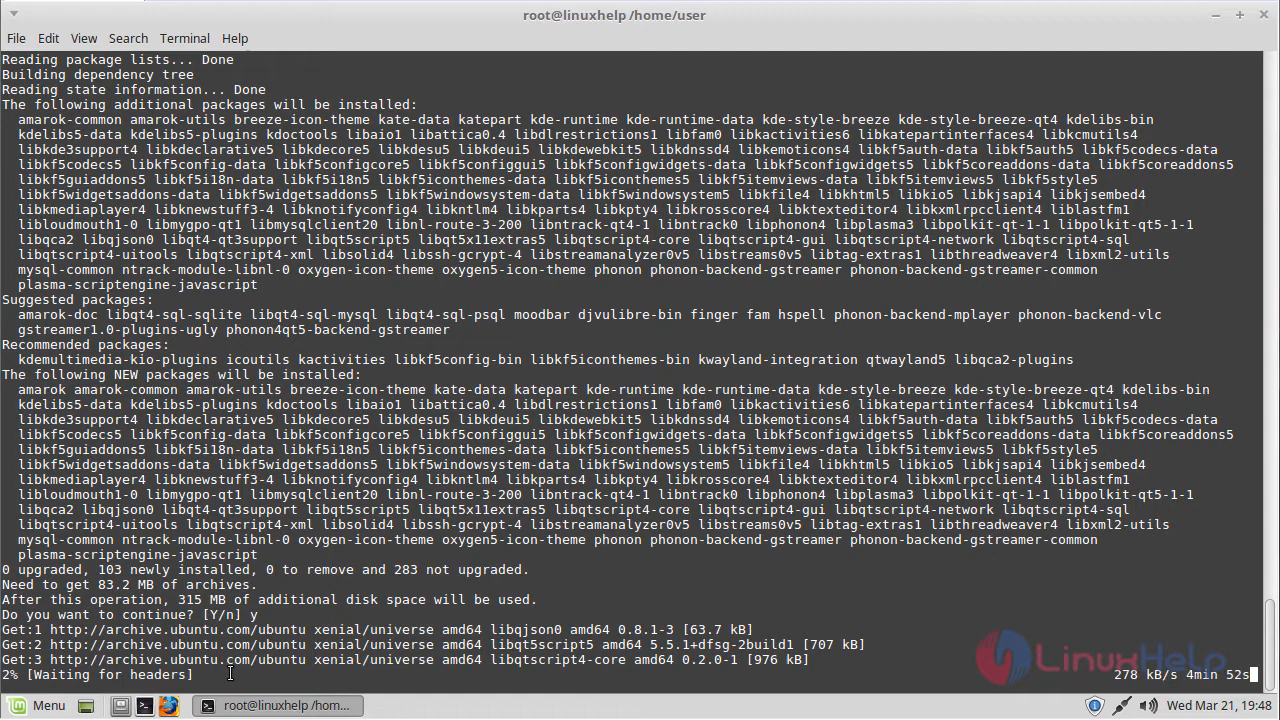 root@linuxhelp /home/user
File Edit View Search Terminal Help
Reading package lists... Done
Building dependency tree
Reading state information... Done
The following additional packages will be installed:
amarok-common amarok-utils breeze-icon-theme kate-data katepart kde-runtime kde-runtime-data kde-style-breeze kde-style-breeze-qt4 kdelibs-bin
kdelibs5-data kdelibs5-plugins kdoctools libaio1 libattica0.4 libdlrestrictions1 libfam0 libkactivities6 libkatepartinterfaces4 libkcmutils4
libkde3support4 libkdeclarative5 libkdecore5 libkdesu5 libkdeui5 libkdewebkit5 libkdnssd4 libkemoticons4 libkf5auth-data libkf5auth5 libkf5codecs-data
libkf5codecs5 libkf5config-data libkf5configcore5 libkf5configgui5 libkf5configwidgets-data libkf5configwidgets5 libkf5coreaddons-data libkf5coreaddons5
libkf5guiaddons5 libkf5i18n-data libkf5i18n5 libkf5iconthemes-data libkf5iconthemes5 libkf5itemviews-data libkf5itemviews5 libkf5style5
libkf5widgetsaddons-data libkf5widgetsaddons5 libkf5windowsystem-data libkf5windowsystem5 libkfile4 libkhtml5 libkio5 libkjsapi4 libkjsembed4
libkmediaplayer4 libknewstuff3-4 libknotifyconfig4 libkntlm4 libkparts4 libkpty4 libkrosscore4 libktexteditor4 libkxmlrpcclient4 liblastfm1
libloudmouth1-0 libmygpo-qt1 libmysqlclient20 libnl-route-3-200 libntrack-qt4-1 libntrack0 libphonon4 libplasma3 libpolkit-qt-1-1 libpolkit-qt5-1-1
libqca2 libqjson0 libqt4-qt3support libqt5script5 libqt5x11extras5 libqtscript4-core libqtscript4-gui libqtscript4-network libqtscript4-sql
libqtscript4-uitools libqtscript4-xml libsolid4 libssh-gcrypt-4 libstreamanalyzer0v5 libstreams0v5 libtag-extras1 libthreadweaver4 libxml2-utils
mysql-common ntrack-module-libnl-0 oxygen-icon-theme oxygen5-icon-theme phonon phonon-backend-gstreamer phonon-backend-gstreamer-common
plasma-scriptengine-javascript
Suggested packages:
amarok-doc libqt4-sql-sqlite libqt4-sql-mysql libqt4-sql-psql moodbar djvulibre-bin finger fam hspell phonon-backend-mplayer phonon-backend-vlc
gstreamer1.0-plugins-ugly phonon4qt5-backend-gstreamer
Recommended packages:
kdemultimedia-kio-plugins icoutils kactivities libkf5config-bin libkf5iconthemes-bin kwayland-integration qtwayland5 libqca2-plugins
The following NEW packages will be installed:
amarok amarok-common amarok-utils breeze-icon-theme kate-data katepart kde-runtime kde-runtime-data kde-style-breeze kde-style-breeze-qt4 kdelibs-bin
kdelibs5-data kdelibs5-plugins kdoctools libaio1 libattica0.4 libdlrestrictions1 libfam0 libkactivities6 libkatepartinterfaces4 libkcmutils4
libkde3support4 libkdeclarative5 libkdecore5 libkdesu5 libkdeui5 libkdewebkit5 libkdnssd4 libkemoticons4 libkf5auth-data libkf5auth5 libkf5codecs-data
libkf5codecs5 libkf5config-data libkf5configcore5 libkf5configgui5 libkf5configwidgets-data libkf5configwidgets5 libkf5coreaddons-data libkf5coreaddons5
libkf5guiaddons5 libkf5i18n-data libkf5i18n5 libkf5iconthemes-data libkf5iconthemes5 libkf5itemviews-data libkf5itemviews5 libkf5style5
libkf5widgetsaddons-data libkf5widgetsaddons5 libkf5windowsystem-data libkf5windowsystem5 libkfile4 libkhtml5 libkio5 libkjsapi4 libkjsembed4
libkmediaplayer4 libknewstuff3-4 libknotifyconfig4 libkntlm4 libkparts4 libkpty4 libkrosscore4 libktexteditor4 libkxmlrpcclient4 liblastfm1
libloudmouth1-0 libmygpo-qt1 libmysqlclient20 libnl-route-3-200 libntrack-qt4-1 libntrack0 libphonon4 libplasma3 libpolkit-qt-1-1 libpolkit-qt5-1-1
libqca2 libqjson0 libqt4-qt3support libqt5script5 libqt5x11extras5 libqtscript4-core libqtscript4-gui libqtscript4-network libqtscript4-sql
libqtscript4-uitools libqtscript4-xml libsolid4 libssh-gcrypt-4 libstreamanalyzer0v5 libstreams0v5 libtag-extras1 libthreadweaver4 libxml2-utils
mysql-common ntrack-module-libnl-0 oxygen-icon-theme oxygen5-icon-theme phonon phonon-backend-gstreamer phonon-backend-gstreamer-common
plasma-scriptengine-javascript
0 upgraded, 103 newly installed, 0 to remove and 283 not upgraded.
Need to get 83.2 MB of archives.
After this operation, 315 MB of additional disk space will be used.
Do you want to continue? [Y/n] y
Get:1 http://archive.ubuntu.com/ubuntu xenial/universe amd64 libqjson0 amd64 0.8.1-3 [63.7 kB]
Get:2 http://archive.ubuntu.com/ubuntu xenial/universe amd64 libqt5script5 amd64 5.5.1+dfsg-2build1 [707 kB]
Get:3 http://archive.ubuntu.com/ubuntu xenial/universe amd64 libqtscript4-core amd64 0.2.0-1 [976 kB]
2% [Waiting for headers] 278 kB/s 4min 52s
LinuxHelp
Menu root@linuxhelp /hom... Wed Mar 21, 19:48